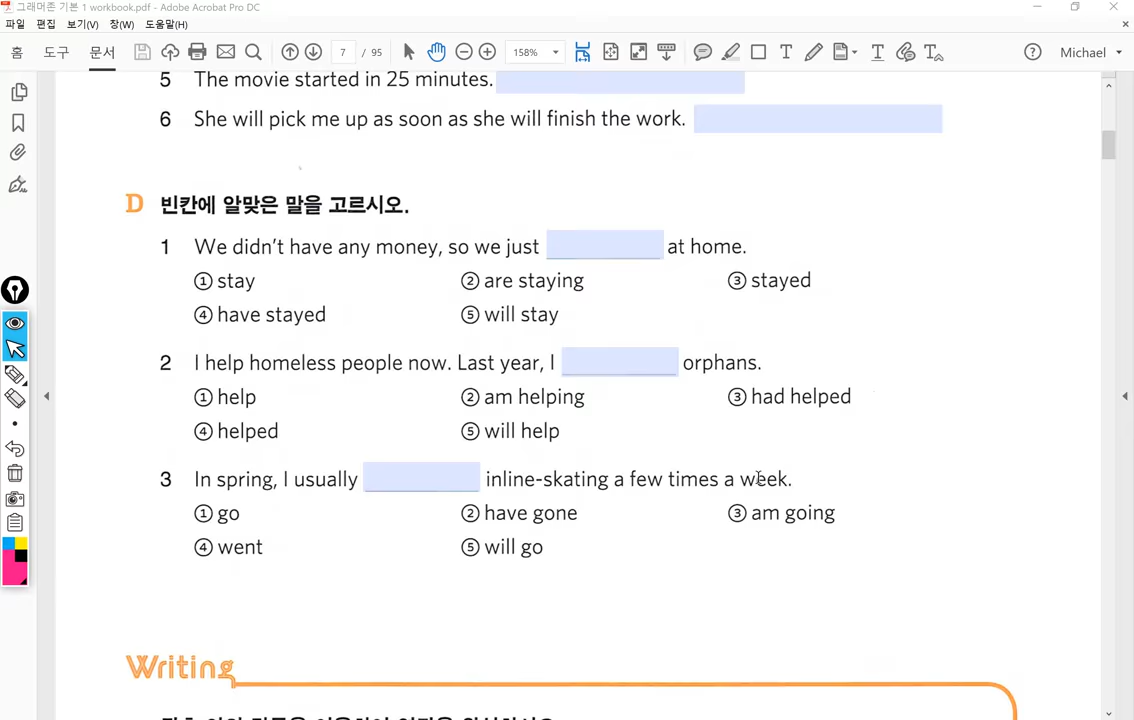 그래머존 기본 1 workbook.pdf - Adobe Acrobat Pro DC
파일 편집 보기(V) 창(W) 도움말(H)
홈 도구 문서 7 / 95 158% Michael
5 The movie started in 25 minutes.
6 She will pick me up as soon as she will finish the work.
D 빈칸에 알맞은 말을 고르시오.
1 We didn't have any money, so we just at home.
① stay ② are staying ③ stayed
④ have stayed ⑤ will stay
2 I help homeless people now. Last year, I orphans.
① help ② am helping ③ had helped
④ helped ⑤ will help
3 In spring, I usually inline-skating a few times a week.
① go ② have gone ③ am going
④ went ⑤ will go
Writing